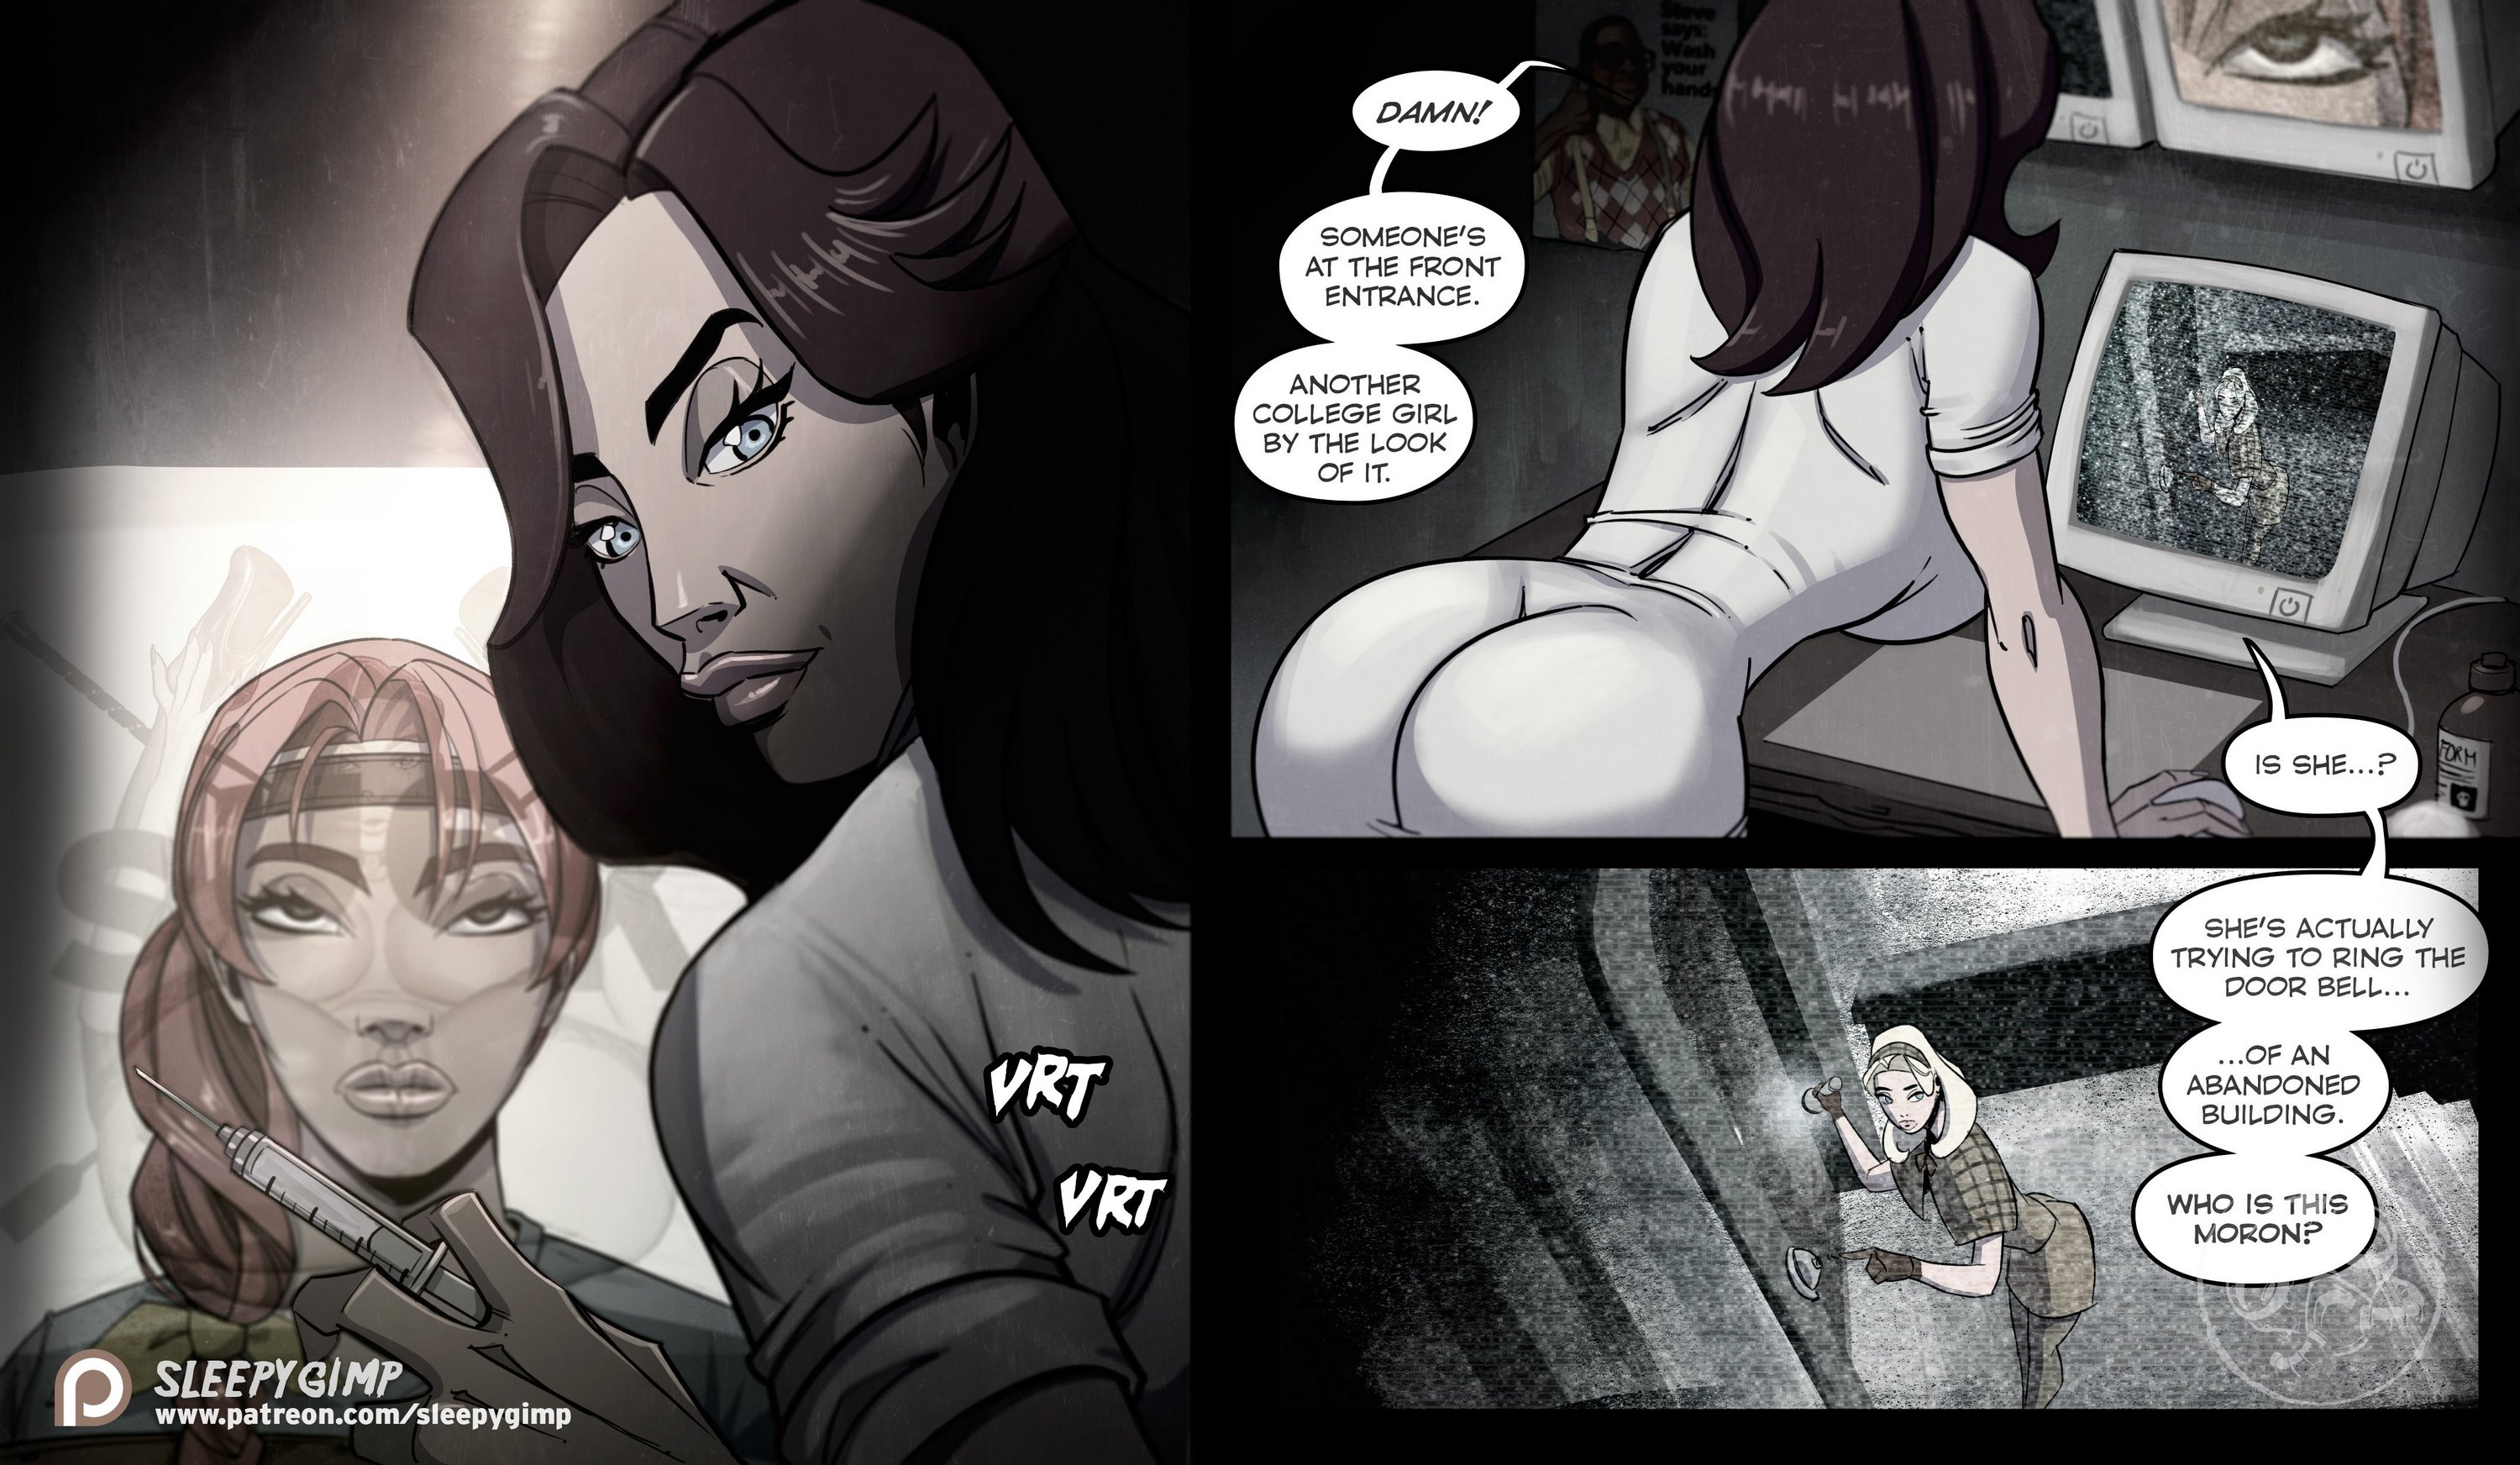 VRT
VRT
SLEEPYGIMP
www.patreon.com/sleepygimp
Steve
says:
Wash
your
hands
DAMN!
SOMEONE'S
AT THE FRONT
ENTRANCE.
ANOTHER
COLLEGE GIRL
BY THE LOOK
OF IT.
FORM
IS SHE...?
SHE'S ACTUALLY
TRYING TO RING THE
DOOR BELL...
...OF AN
ABANDONED
BUILDING.
WHO IS THIS
MORON?